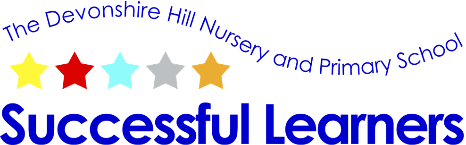 The Devonshire Hill Nursery and Primary School
Successful Learners